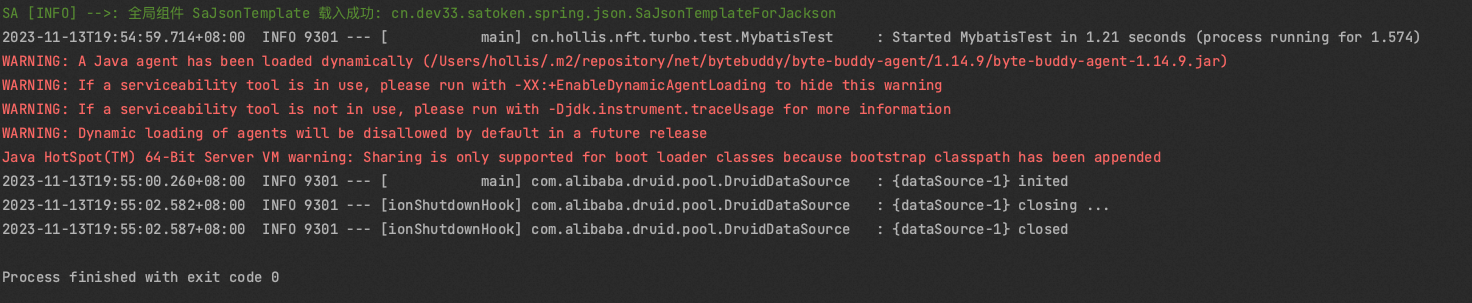 SA [INFO] -->: 全局组件 SaJsonTemplate 载入成功: cn.dev33.satoken.spring.json.SaJsonTemplateForJackson
2023-11-13T19:54:59.714+08:00  INFO 9301 --- [           main] cn.hollis.nft.turbo.test.MybatisTest     : Started MybatisTest in 1.21 seconds (process running for 1.574)
WARNING: A Java agent has been loaded dynamically (/Users/hollis/.m2/repository/net/bytebuddy/byte-buddy-agent/1.14.9/byte-buddy-agent-1.14.9.jar)
WARNING: If a serviceability tool is in use, please run with -XX:+EnableDynamicAgentLoading to hide this warning
WARNING: If a serviceability tool is not in use, please run with -Djdk.instrument.traceUsage for more information
WARNING: Dynamic loading of agents will be disallowed by default in a future release
Java HotSpot(TM) 64-Bit Server VM warning: Sharing is only supported for boot loader classes because bootstrap classpath has been appended
2023-11-13T19:55:00.260+08:00  INFO 9301 --- [           main] com.alibaba.druid.pool.DruidDataSource   : {dataSource-1} inited
2023-11-13T19:55:02.582+08:00  INFO 9301 --- [ionShutdownHook] com.alibaba.druid.pool.DruidDataSource   : {dataSource-1} closing ...
2023-11-13T19:55:02.587+08:00  INFO 9301 --- [ionShutdownHook] com.alibaba.druid.pool.DruidDataSource   : {dataSource-1} closed
Process finished with exit code 0